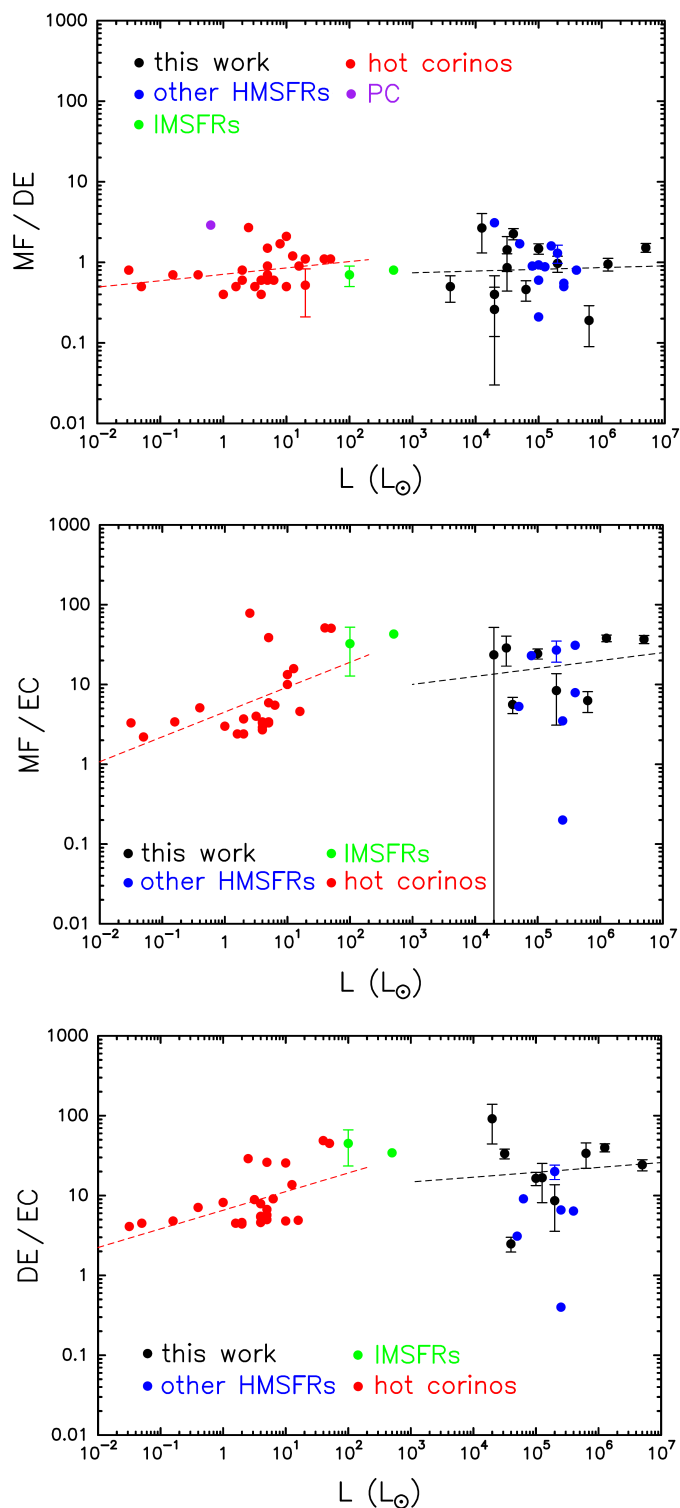 1000
100
10
1
0.1
0.01
MF / DE
this work hot corinos
other HMSFRs PC
IMSFRs
10⁻² 10⁻¹ 1 10¹ 10² 10³ 10⁴ 10⁵ 10⁶ 10⁷
L (L⊙)
1000
100
10
1
0.1
0.01
MF / EC
this work IMSFRs
other HMSFRs hot corinos
10⁻² 10⁻¹ 1 10¹ 10² 10³ 10⁴ 10⁵ 10⁶ 10⁷
L (L⊙)
1000
100
10
1
0.1
0.01
DE / EC
this work IMSFRs
other HMSFRs hot corinos
10⁻² 10⁻¹ 1 10¹ 10² 10³ 10⁴ 10⁵ 10⁶ 10⁷
L (L⊙)